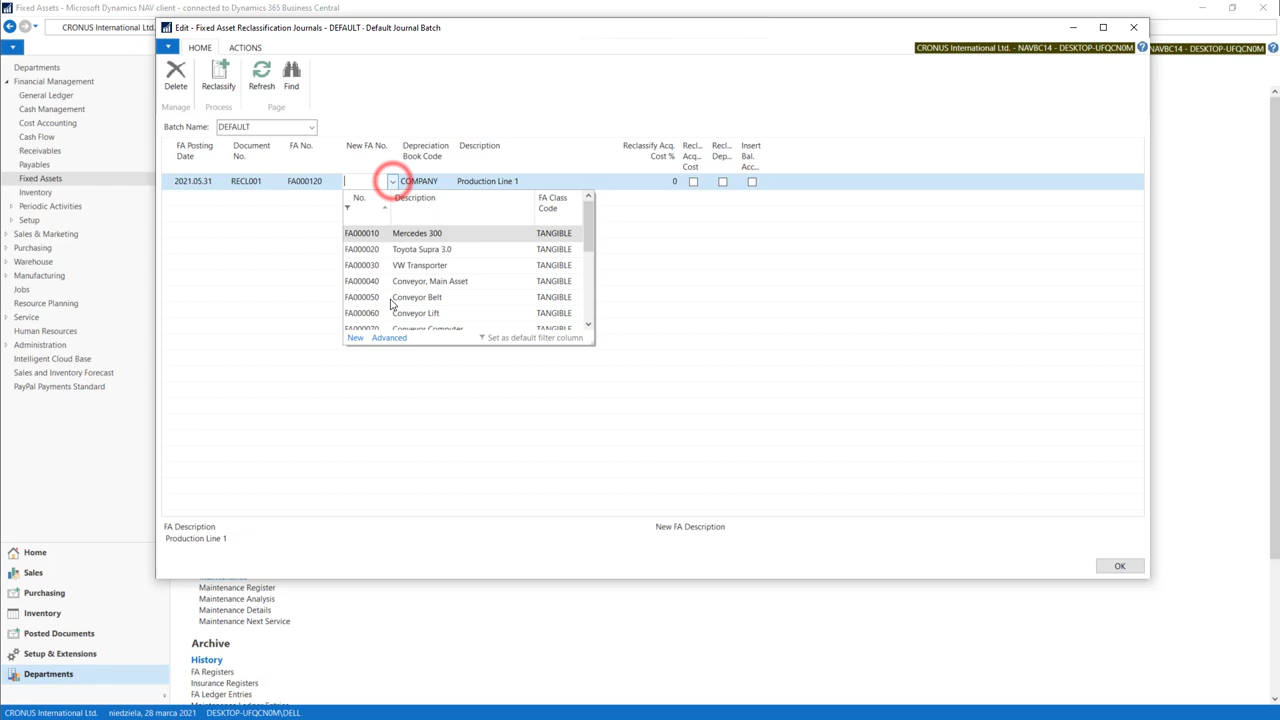 Fixed Assets - Microsoft Dynamics NAV client - connected to Dynamics 365 Business Central
CRONUS International Ltd.
Edit - Fixed Asset Reclassification Journals - DEFAULT · Default Journal Batch
HOME
ACTIONS
CRONUS International Ltd. - NAVBC14 - DESKTOP-UFQCN0M
NAVBC14 - DESKTOP-UFQCN0M
Delete
Reclassify
Refresh
Find
Manage
Process
Page
Batch Name:
DEFAULT
FA Posting Date
Document No.
FA No.
New FA No.
Depreciation Book Code
Description
Reclassify Acq. Cost %
Recl... Acq... Cost
Recl... Dep...
Insert Bal. Acc...
2021.05.31
RECL001
FA000120
COMPANY
Production Line 1
0
No.
Description
FA Class Code
FA000010 Mercedes 300 TANGIBLE
FA000020 Toyota Supra 3.0 TANGIBLE
FA000030 VW Transporter TANGIBLE
FA000040 Conveyor, Main Asset TANGIBLE
FA000050 Conveyor Belt TANGIBLE
FA000060 Conveyor Lift TANGIBLE
FA000070 Conveyor Computer TANGIBLE
New
Advanced
Set as default filter column
FA Description
Production Line 1
New FA Description
OK
Departments
Financial Management
General Ledger
Cash Management
Cost Accounting
Cash Flow
Receivables
Payables
Fixed Assets
Inventory
Periodic Activities
Setup
Sales & Marketing
Purchasing
Warehouse
Manufacturing
Jobs
Resource Planning
Service
Human Resources
Administration
Intelligent Cloud Base
Sales and Inventory Forecast
PayPal Payments Standard
Home
Sales
Purchasing
Inventory
Posted Documents
Setup & Extensions
Departments
Maintenance
Maintenance Register
Maintenance Analysis
Maintenance Details
Maintenance Next Service
Archive
History
FA Registers
Insurance Registers
FA Ledger Entries
CRONUS International Ltd.
niedziela, 28 marca 2021
DESKTOP-UFQCN0M\DELL